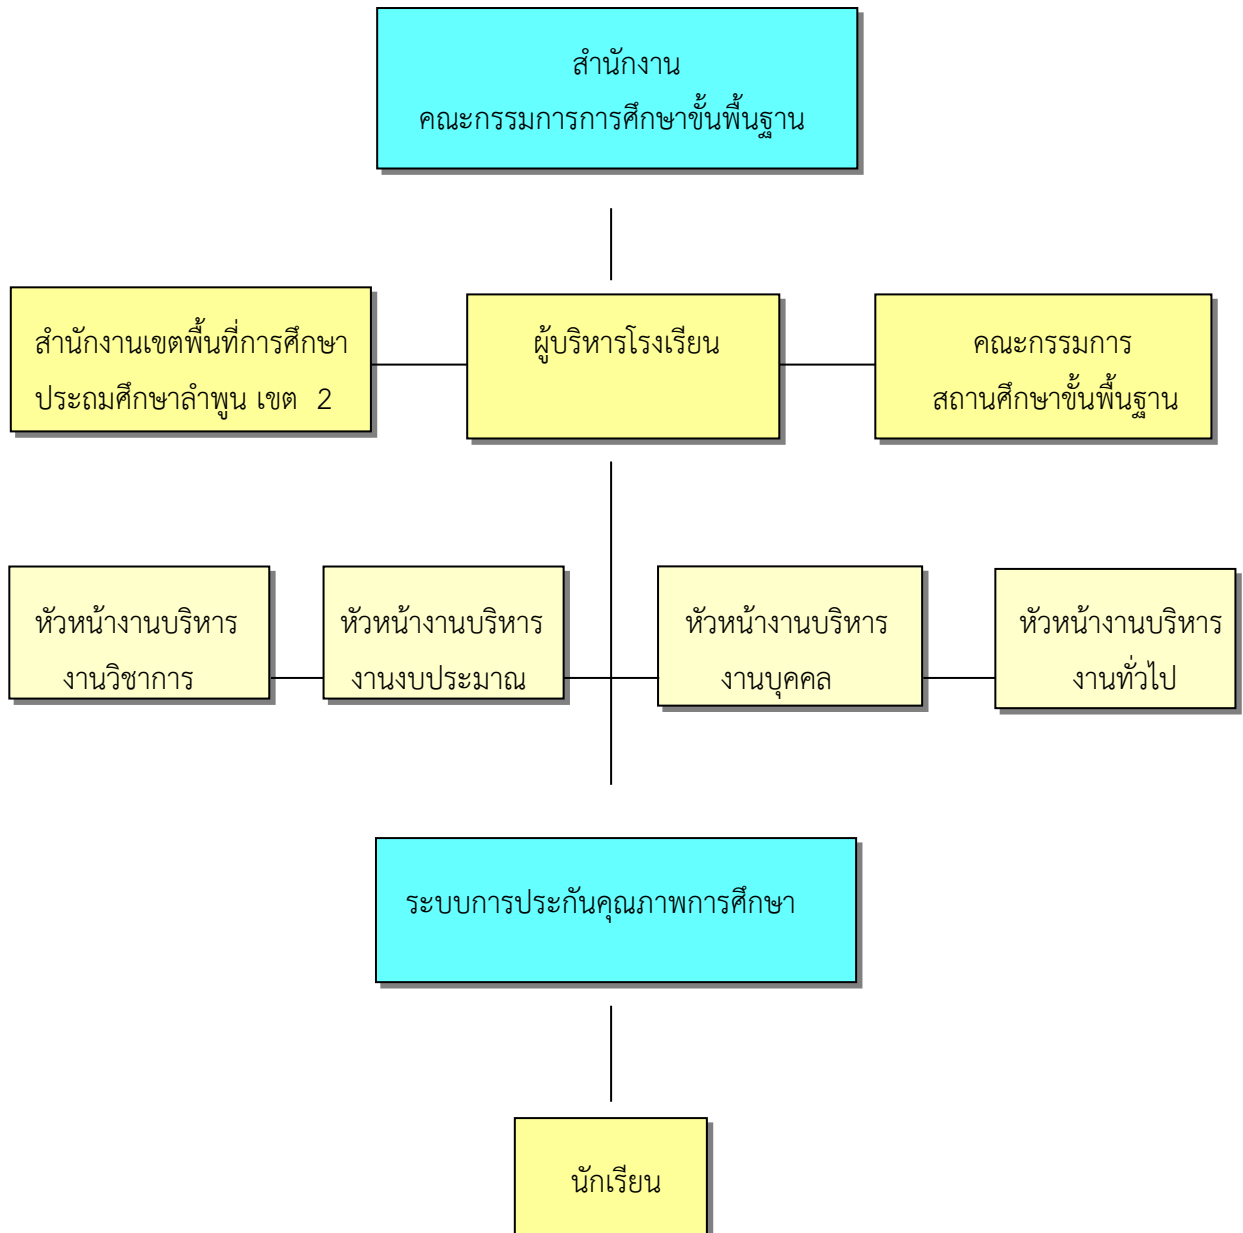 สำนักงาน
คณะกรรมการการศึกษาขั้นพื้นฐาน
สำนักงานเขตพื้นที่การศึกษา
ประถมศึกษาลำพูน เขต 2
ผู้บริหารโรงเรียน
คณะกรรมการ
สถานศึกษาขั้นพื้นฐาน
หัวหน้างานบริหาร
งานวิชาการ
หัวหน้างานบริหาร
งานงบประมาณ
หัวหน้างานบริหาร
งานบุคคล
หัวหน้างานบริหาร
งานทั่วไป
ระบบการประกันคุณภาพการศึกษา
นักเรียน